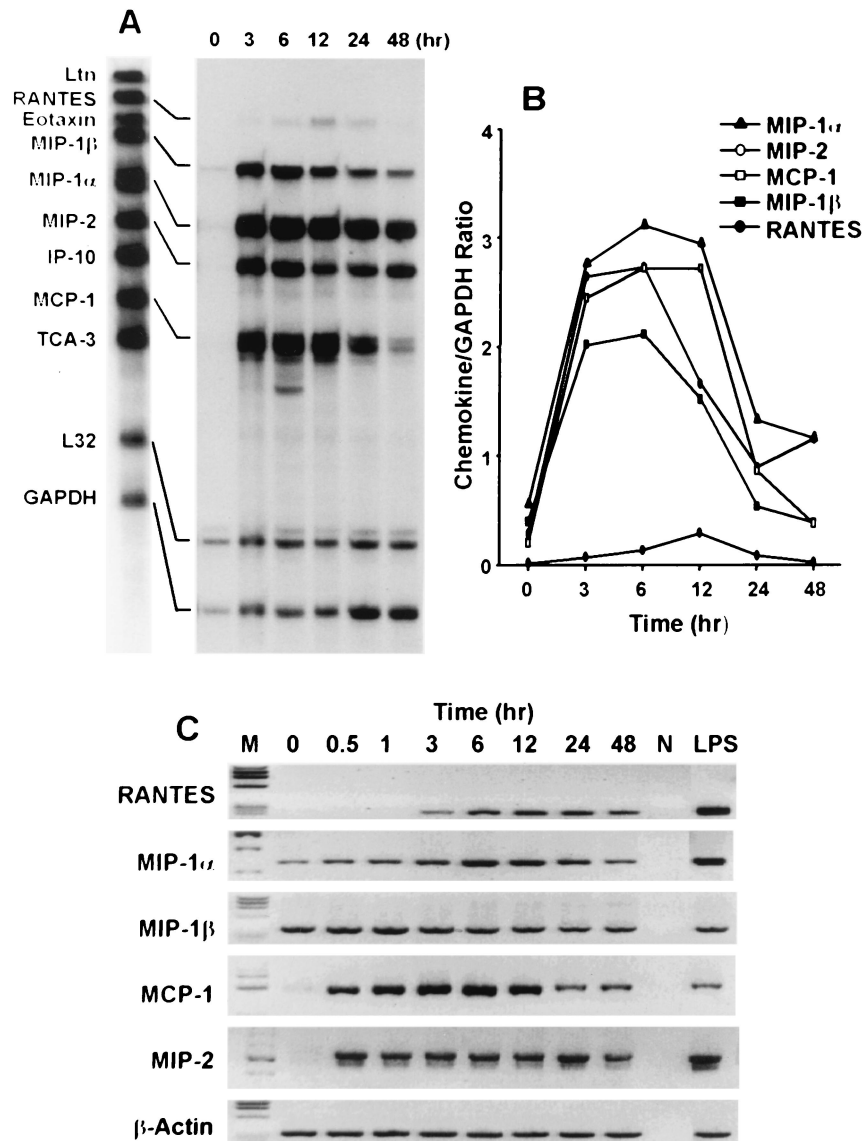 A
0 3 6 12 24 48 (hr)
Ltn
RANTES
Eotaxin
MIP-1β
MIP-1α
MIP-2
IP-10
MCP-1
TCA-3
L32
GAPDH
B
MIP-1α
MIP-2
MCP-1
MIP-1β
RANTES
4
3
2
1
0
Chemokine/GAPDH Ratio
0 3 6 12 24 48
Time (hr)
C
Time (hr)
M 0 0.5 1 3 6 12 24 48 N LPS
RANTES
MIP-1α
MIP-1β
MCP-1
MIP-2
β-Actin